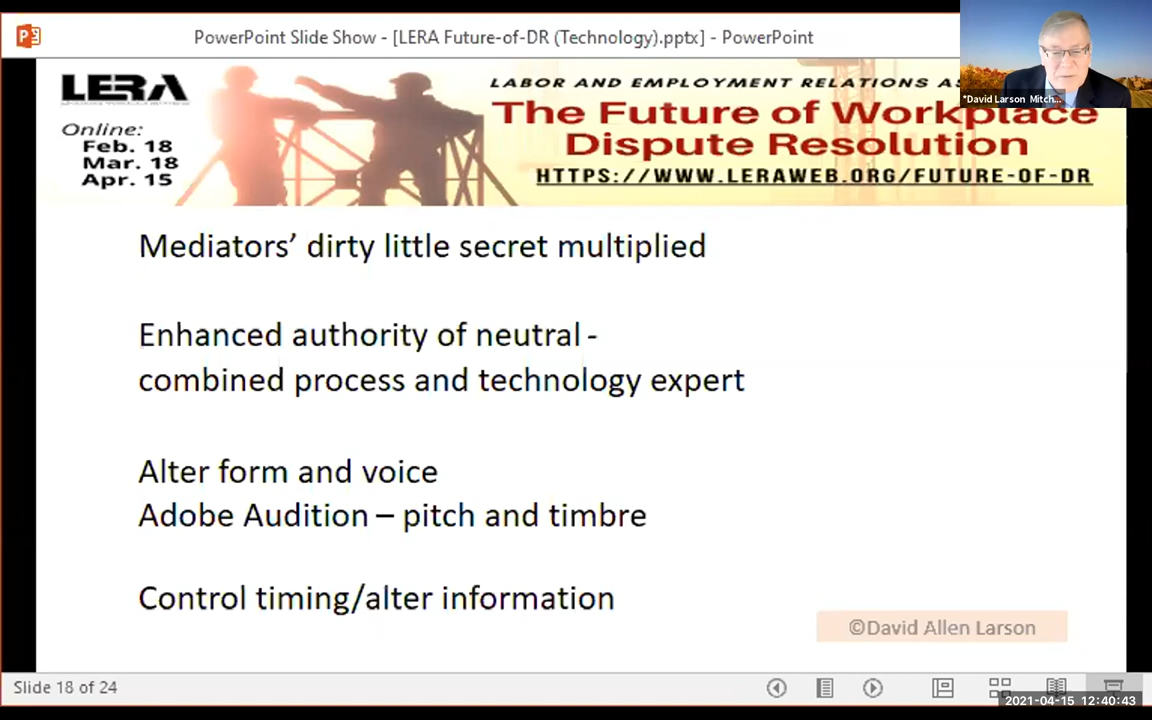 PowerPoint Slide Show - [LERA Future-of-DR (Technology).pptx] - PowerPoint
*David Larson Mitch...
LERA
Online:
Feb. 18
Mar. 18
Apr. 15
LABOR AND EMPLOYMENT RELATIONS AS
The Future of Workplace
Dispute Resolution
HTTPS://WWW.LERAWEB.ORG/FUTURE-OF-DR
Mediators’ dirty little secret multiplied
Enhanced authority of neutral -
combined process and technology expert
Alter form and voice
Adobe Audition – pitch and timbre
Control timing/alter information
©David Allen Larson
Slide 18 of 24
2021-04-15 12:40:43